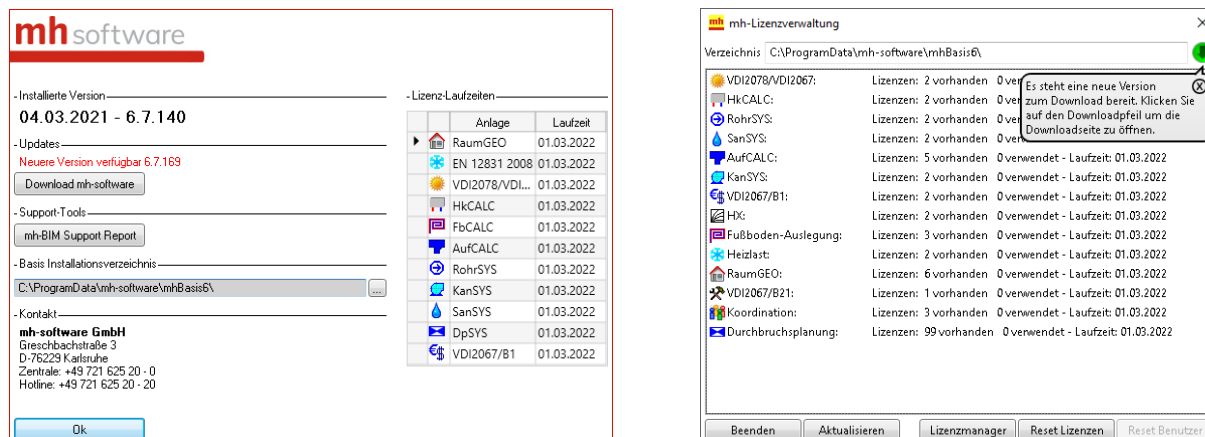 mh software
- Installierte Version
04.03.2021 - 6.7.140
- Updates
Neuere Version verfügbar 6.7.169
Download mh-software
- Support-Tools
mh-BIM Support Report
- Basis Installationsverzeichnis
C:\ProgramData\mh-software\mhBasis6\
...
- Kontakt
mh-software GmbH
Greschbachstraße 3
D-76229 Karlsruhe
Zentrale: +49 721 625 20 - 0
Hotline: +49 721 625 20 - 20
Ok
- Lizenz-Laufzeiten
Anlage Laufzeit
RaumGEO 01.03.2022
EN 12831 2008 01.03.2022
VDI2078/VDI... 01.03.2022
HkCALC 01.03.2022
FbCALC 01.03.2022
AufCALC 01.03.2022
RohrSYS 01.03.2022
KanSYS 01.03.2022
SanSYS 01.03.2022
DpSYS 01.03.2022
VDI2067/B1 01.03.2022
mh mh-Lizenzverwaltung
Verzeichnis C:\ProgramData\mh-software\mhBasis6\
VDI2078/VDI2067: Lizenzen: 2 vorhanden 0 ver
HkCALC: Lizenzen: 2 vorhanden 0 ver
RohrSYS: Lizenzen: 2 vorhanden 0 ver
SanSYS: Lizenzen: 2 vorhanden 0 ver
Es steht eine neue Version
zum Download bereit. Klicken Sie
auf den Downloadpfeil um die
Downloadseite zu öffnen.
AufCALC: Lizenzen: 5 vorhanden 0 verwendet - Laufzeit: 01.03.2022
KanSYS: Lizenzen: 2 vorhanden 0 verwendet - Laufzeit: 01.03.2022
VDI2067/B1: Lizenzen: 2 vorhanden 0 verwendet - Laufzeit: 01.03.2022
HX: Lizenzen: 2 vorhanden 0 verwendet - Laufzeit: 01.03.2022
Fußboden-Auslegung: Lizenzen: 3 vorhanden 0 verwendet - Laufzeit: 01.03.2022
Heizlast: Lizenzen: 2 vorhanden 0 verwendet - Laufzeit: 01.03.2022
RaumGEO: Lizenzen: 6 vorhanden 0 verwendet - Laufzeit: 01.03.2022
VDI2067/B21: Lizenzen: 1 vorhanden 0 verwendet - Laufzeit: 01.03.2022
Koordination: Lizenzen: 3 vorhanden 0 verwendet - Laufzeit: 01.03.2022
Durchbruchsplanung: Lizenzen: 99 vorhanden 0 verwendet - Laufzeit: 01.03.2022
Beenden Aktualisieren Lizenzmanager Reset Lizenzen Reset Benutzer